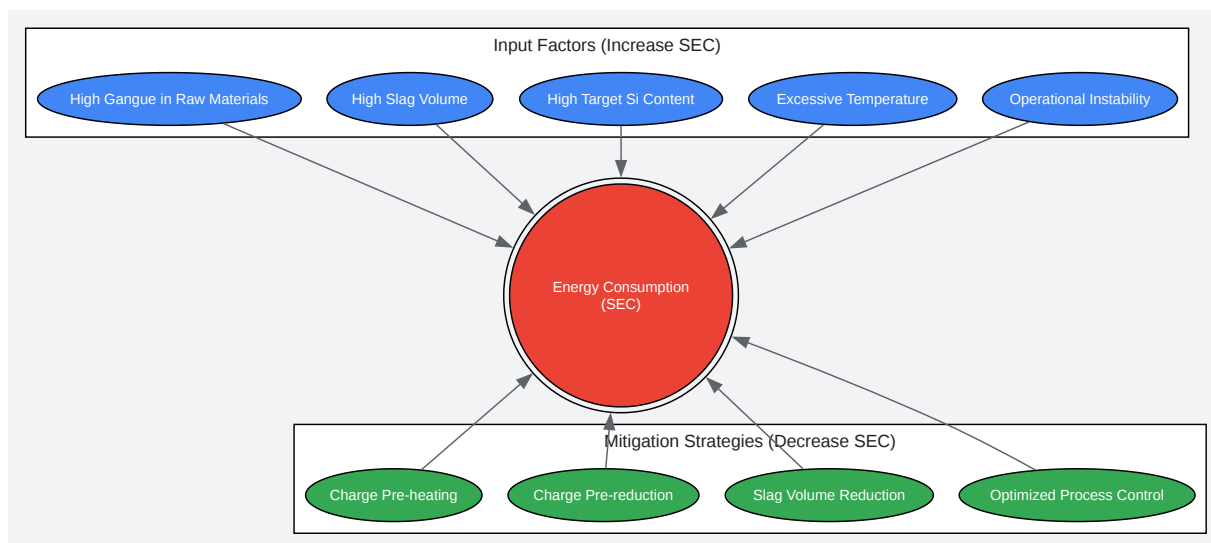 Input Factors (Increase SEC)
High Gangue in Raw Materials
High Slag Volume
High Target Si Content
Excessive Temperature
Operational Instability
Energy Consumption
(SEC)
Mitigation Strategies (Decrease SEC)
Charge Pre-heating
Charge Pre-reduction
Slag Volume Reduction
Optimized Process Control